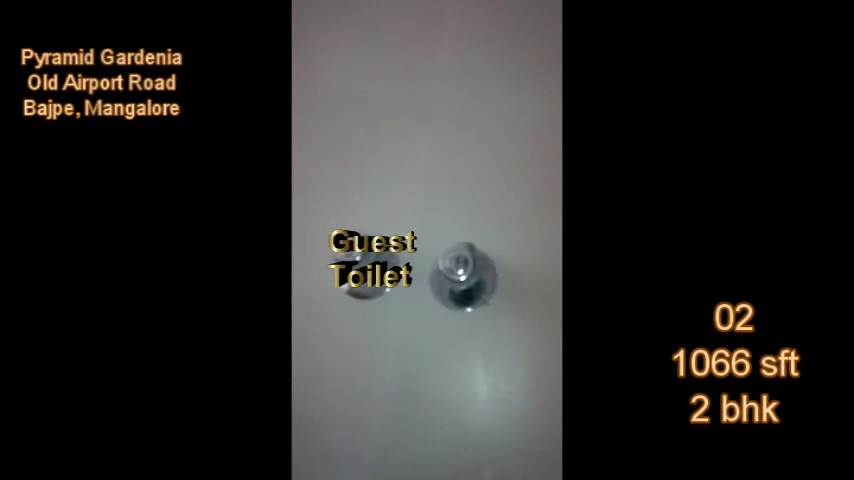 Pyramid Gardenia
Old Airport Road
Bajpe, Mangalore
Guest
Toilet
02
1066 sft
2 bhk